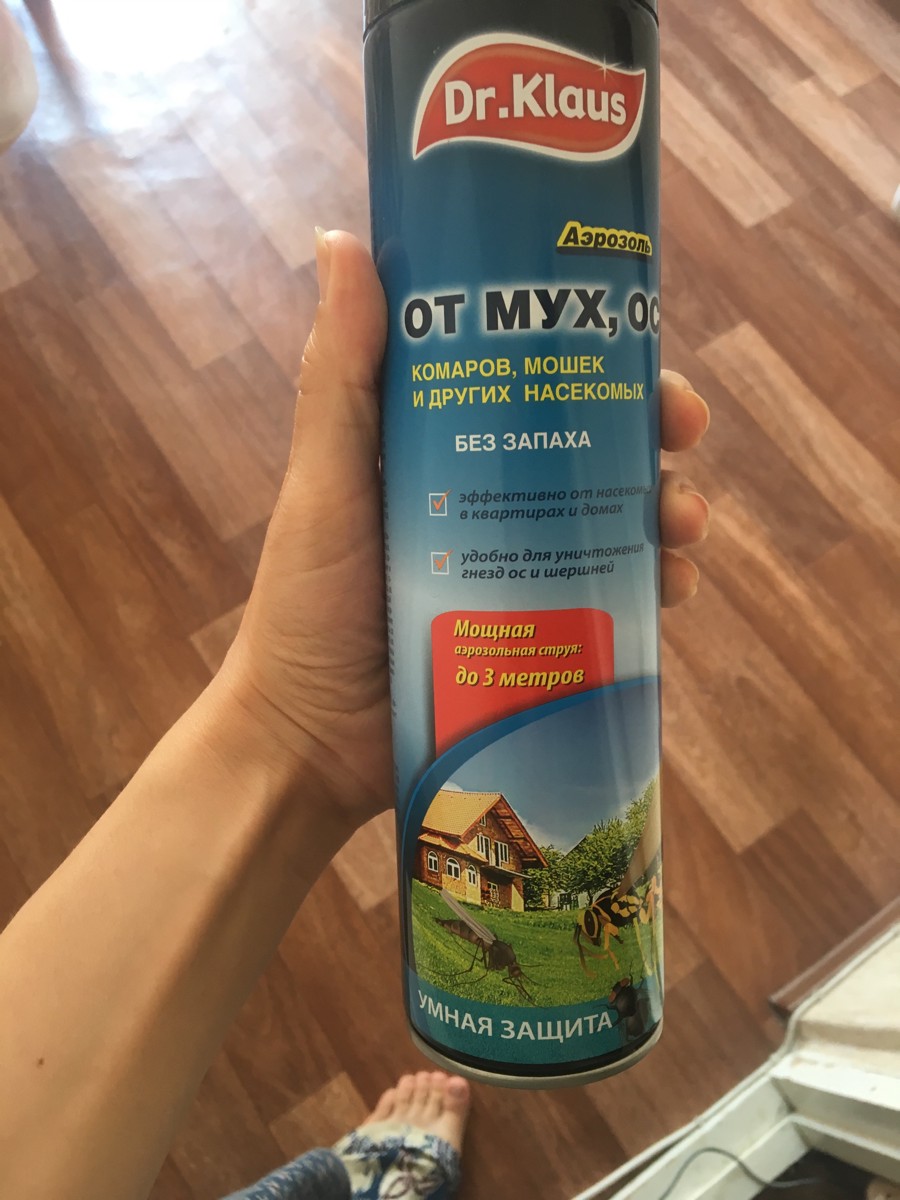 Dr.Klaus
Аэрозоль
ОТ МУХ, ОС
КОМАРОВ, МОШЕК
И ДРУГИХ НАСЕКОМЫХ
БЕЗ ЗАПАХА
эффективно от насекомых
в квартирах и домах
удобно для уничтожения
гнезд ос и шершней
Мощная
аэрозольная струя:
до 3 метров
УМНАЯ ЗАЩИТА